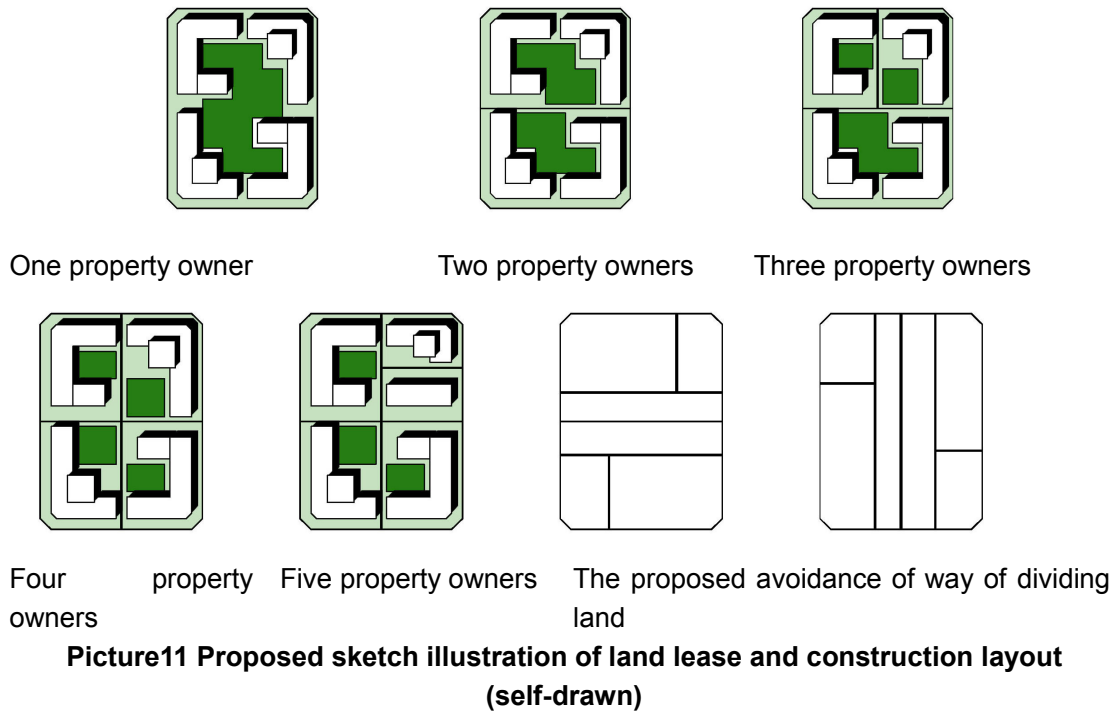 One property owner
Two property owners
Three property owners
Four property owners
Five property owners
The proposed avoidance of way of dividing land
Picture11 Proposed sketch illustration of land lease and construction layout
(self-drawn)